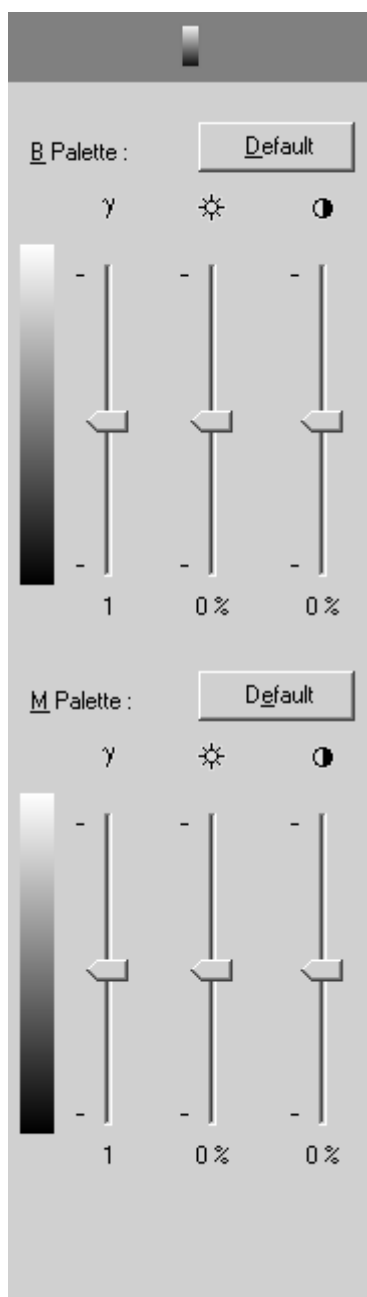 B Palette :
Default
γ
1
0 %
0 %
M Palette :
Default
γ
1
0 %
0 %